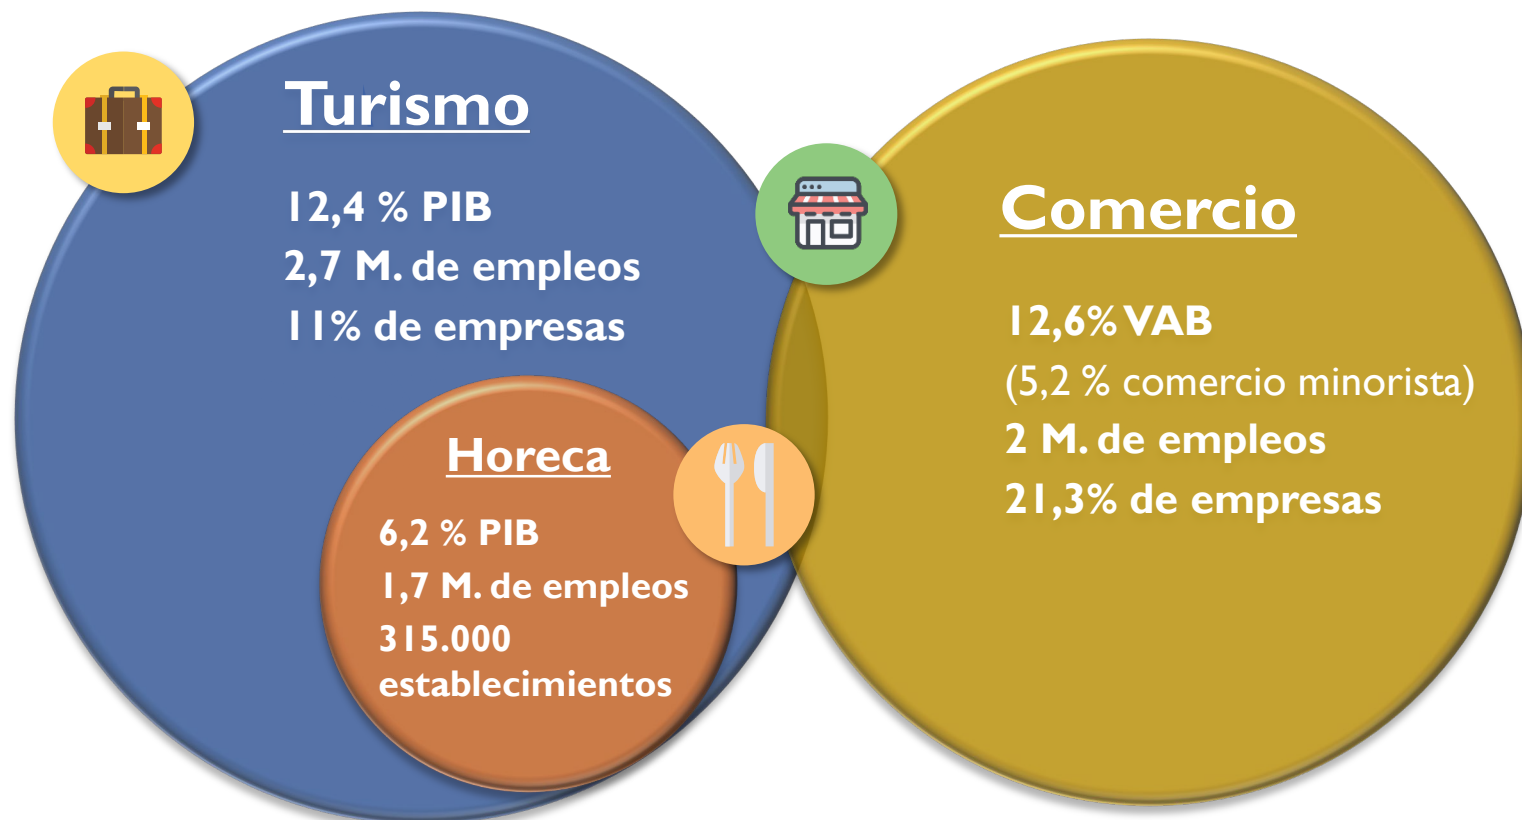 Turismo
12,4 % PIB
2,7 M. de empleos
11% de empresas
Horeca
6,2 % PIB
1,7 M. de empleos
315.000
establecimientos
Comercio
12,6% VAB
(5,2 % comercio minorista)
2 M. de empleos
21,3% de empresas